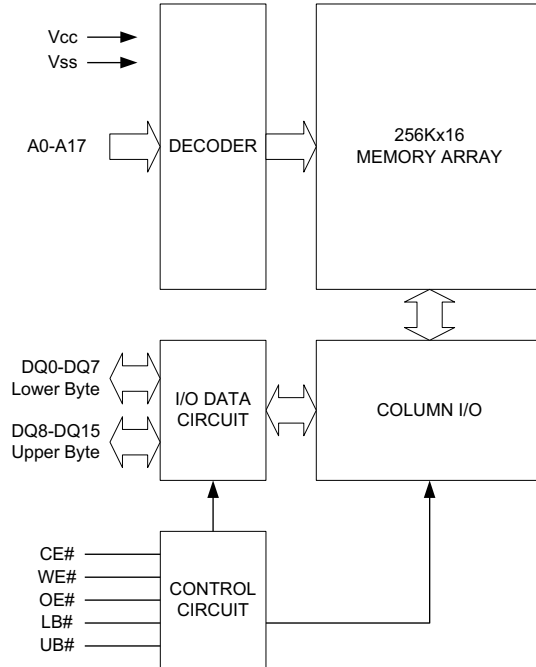 Vcc
Vss
A0-A17
DECODER
256Kx16
MEMORY ARRAY
DQ0-DQ7
Lower Byte
DQ8-DQ15
Upper Byte
I/O DATA
CIRCUIT
COLUMN I/O
CE#
WE#
OE#
LB#
UB#
CONTROL
CIRCUIT